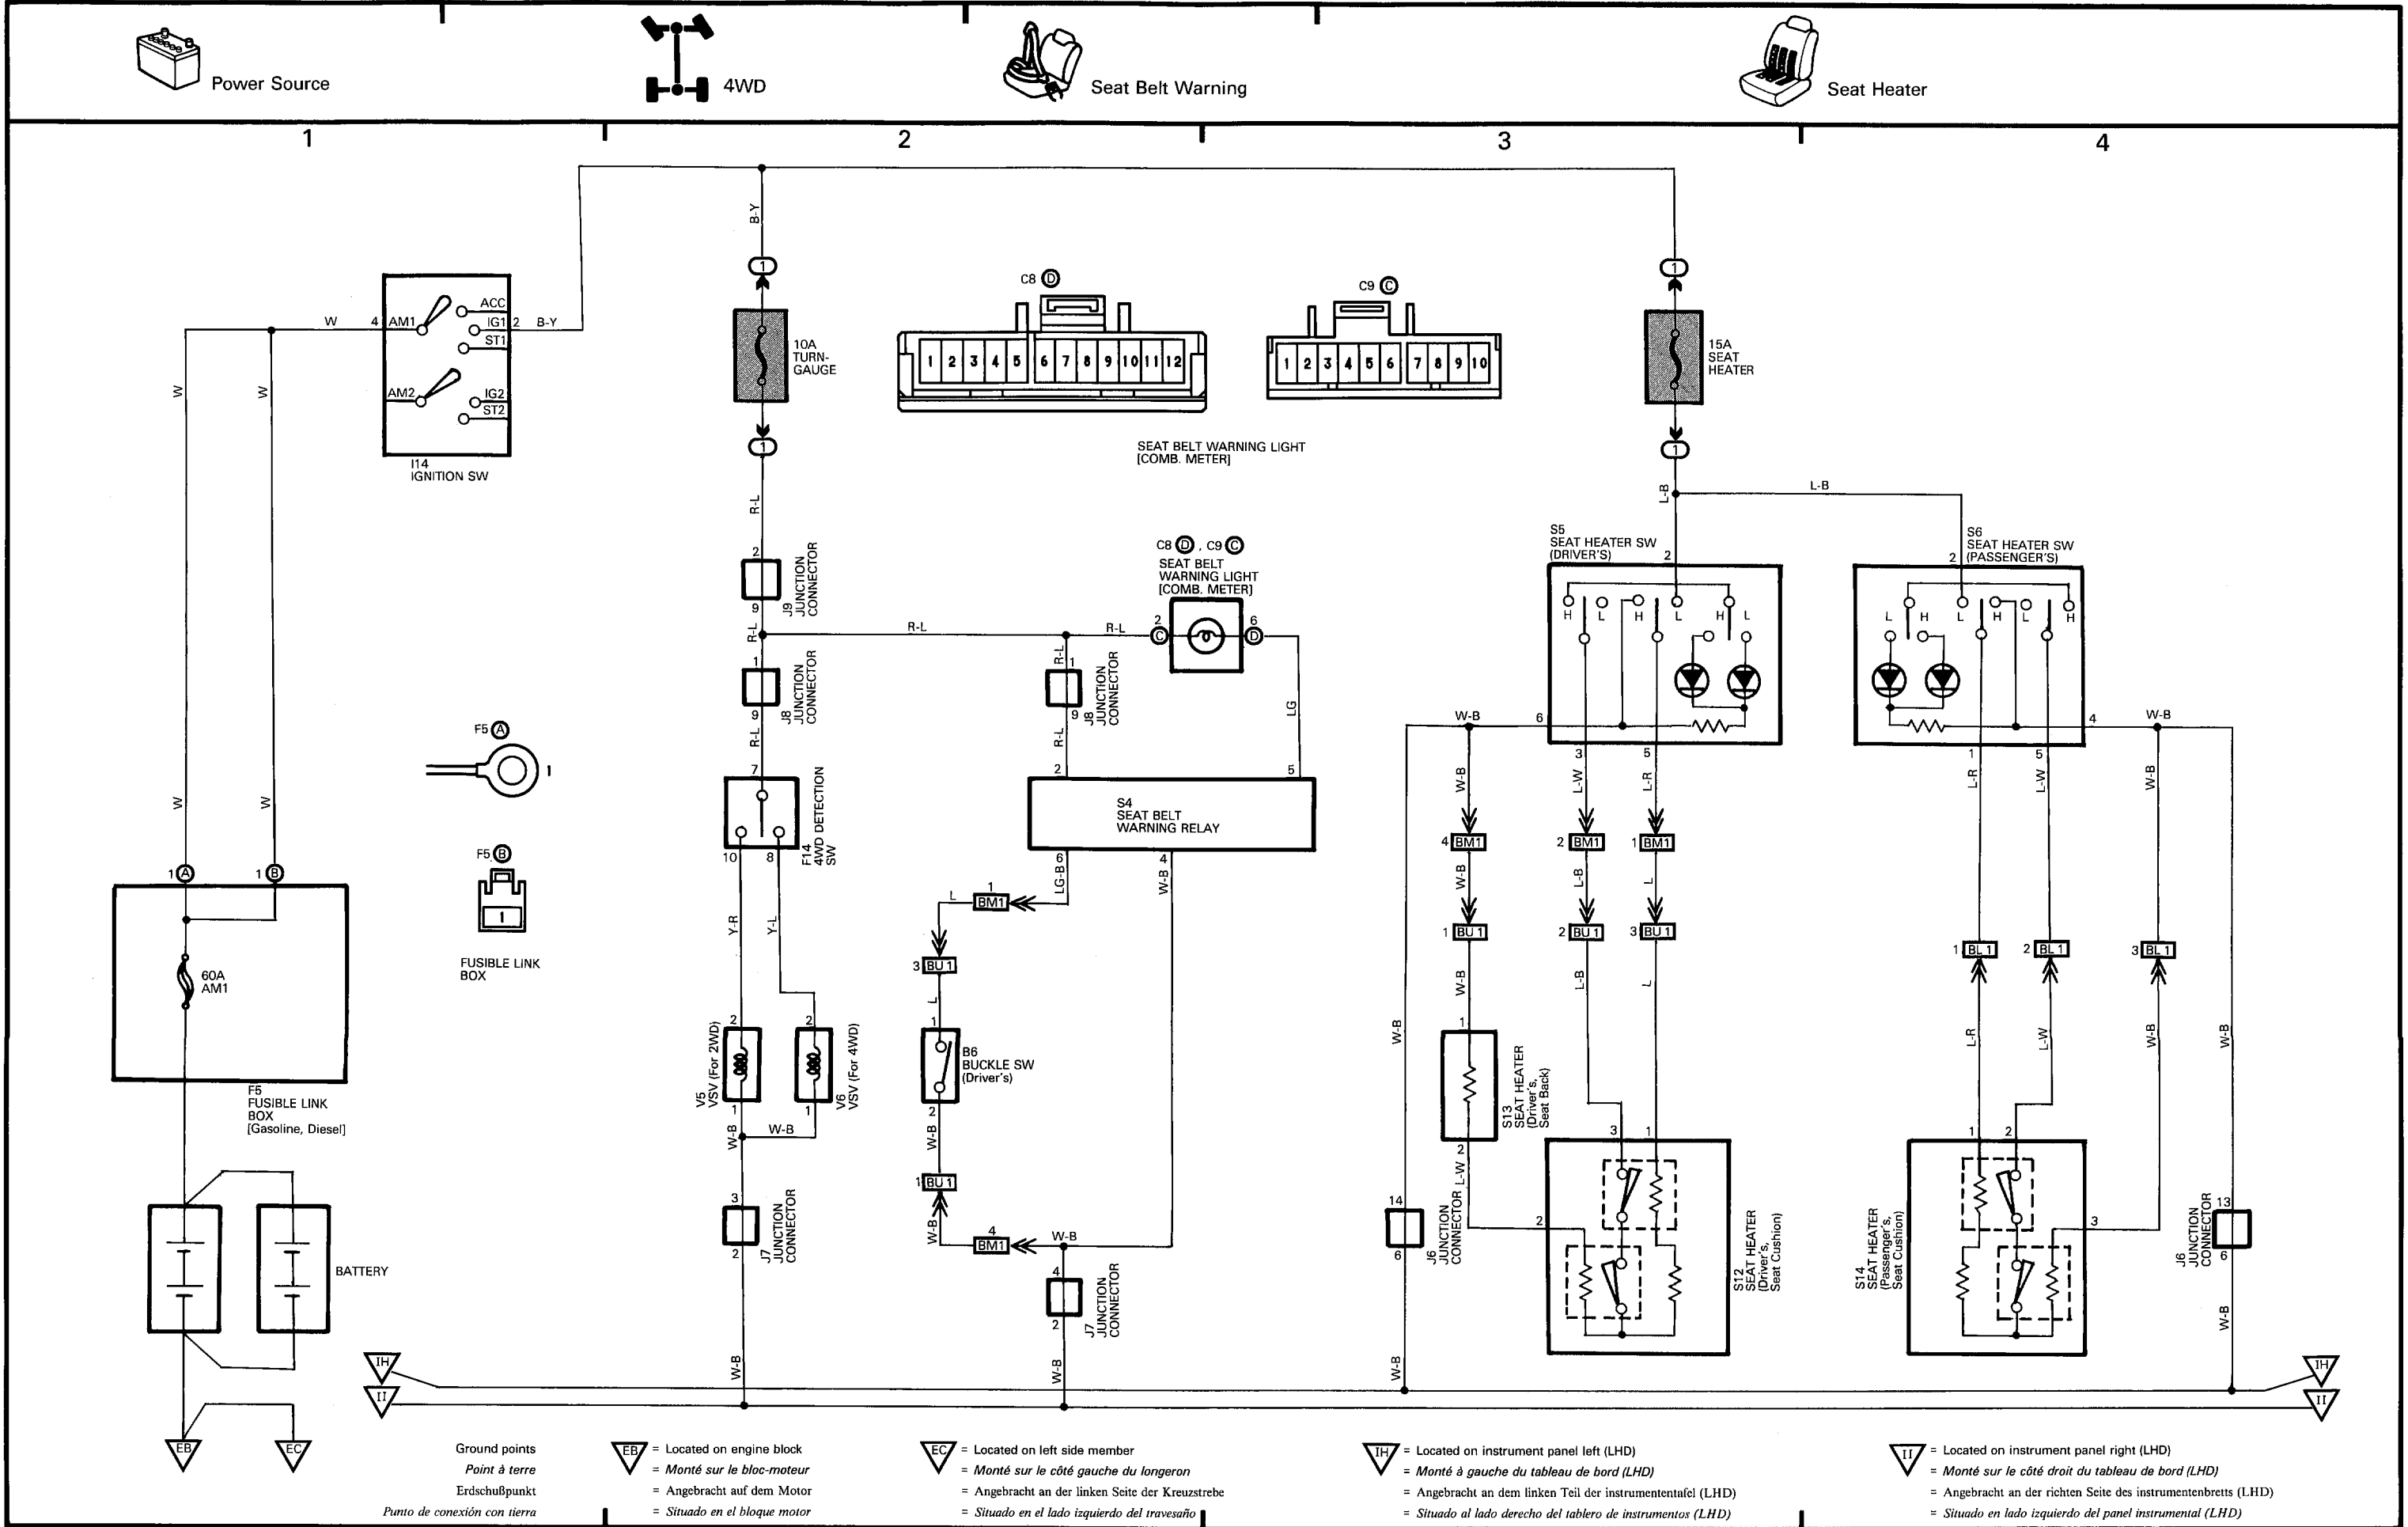 Power Source
4WD
Seat Belt Warning
Seat Heater
1
2
3
4
B-Y
1
1
W
4
AM1
ACC
IG1
2
B-Y
ST1
AM2
IG2
ST2
I14
IGNITION SW
W
W
10A
TURN-
GAUGE
1
C8 D
1 2 3 4 5 6 7 8 9 10 11 12
C9 C
1 2 3 4 5 6 7 8 9 10
SEAT BELT WARNING LIGHT
[COMB. METER]
15A
SEAT
HEATER
1
R-L
L-B
L-B
2
J9
JUNCTION
CONNECTOR
9
R-L
R-L
R-L
C8 D , C9 C
SEAT BELT
WARNING LIGHT
[COMB. METER]
2
C
6
D
S5
SEAT HEATER SW
(DRIVER'S)
2
S6
SEAT HEATER SW
(PASSENGER'S)
2
H L H L H L
L H L H L H
1
J8
JUNCTION
CONNECTOR
9
R-L
R-L
1
J8
JUNCTION
CONNECTOR
9
R-L
LG
W-B
6
3
5
1
5
4
W-B
F5 A
1
F5 B
1
FUSIBLE LINK
BOX
7
F14
4WD DETECTION
SW
10
8
2
5
S4
SEAT BELT
WARNING RELAY
6
4
W
W
1 A
1 B
60A
AM1
F5
FUSIBLE LINK
BOX
[Gasoline, Diesel]
Y-R
Y-L
LG-B
W-B
L
1
BM1
3 BU1
L
1
B6
BUCKLE SW
(Driver's)
2
W-B
1 BU1
W-B
4
BM1
W-B
4
J7
JUNCTION
CONNECTOR
2
W-B
2
V5
VSV (For 2WD)
1
2
V6
VSV (For 4WD)
1
W-B
W-B
3
J7
JUNCTION
CONNECTOR
2
W-B
W-B
L-W
L-R
4 BM1
2 BM1
1 BM1
W-B
L-B
L
1 BU1
2 BU1
3 BU1
W-B
L-B
L
W-B
1
S13
SEAT HEATER
(Driver's,
Seat Back)
2
L-W
14
J6
JUNCTION
CONNECTOR
6
W-B
3
1
2
S12
SEAT HEATER
(Driver's,
Seat Cushion)
L-R
L-W
W-B
1 BL1
2 BL1
3 BL1
L-R
L-W
W-B
W-B
1
2
3
S14
SEAT HEATER
(Passenger's,
Seat Cushion)
13
J6
JUNCTION
CONNECTOR
6
W-B
BATTERY
IH
II
IH
II
EB
EC
Ground points
Point à terre
Erdschußpunkt
Punto de conexión con tierra
EB = Located on engine block
= Monté sur le bloc-moteur
= Angebracht auf dem Motor
= Situado en el bloque motor
EC = Located on left side member
= Monté sur le côté gauche du longeron
= Angebracht an der linken Seite der Kreuzstrebe
= Situado en el lado izquierdo del travesaño
IH = Located on instrument panel left (LHD)
= Monté à gauche du tableau de bord (LHD)
= Angebracht an dem linken Teil der instrumententafel (LHD)
= Situado al lado derecho del tablero de instrumentos (LHD)
II = Located on instrument panel right (LHD)
= Monté sur le côté droit du tableau de bord (LHD)
= Angebracht an der richten Seite des instrumentenbretts (LHD)
= Situado en lado izquierdo del panel instrumental (LHD)